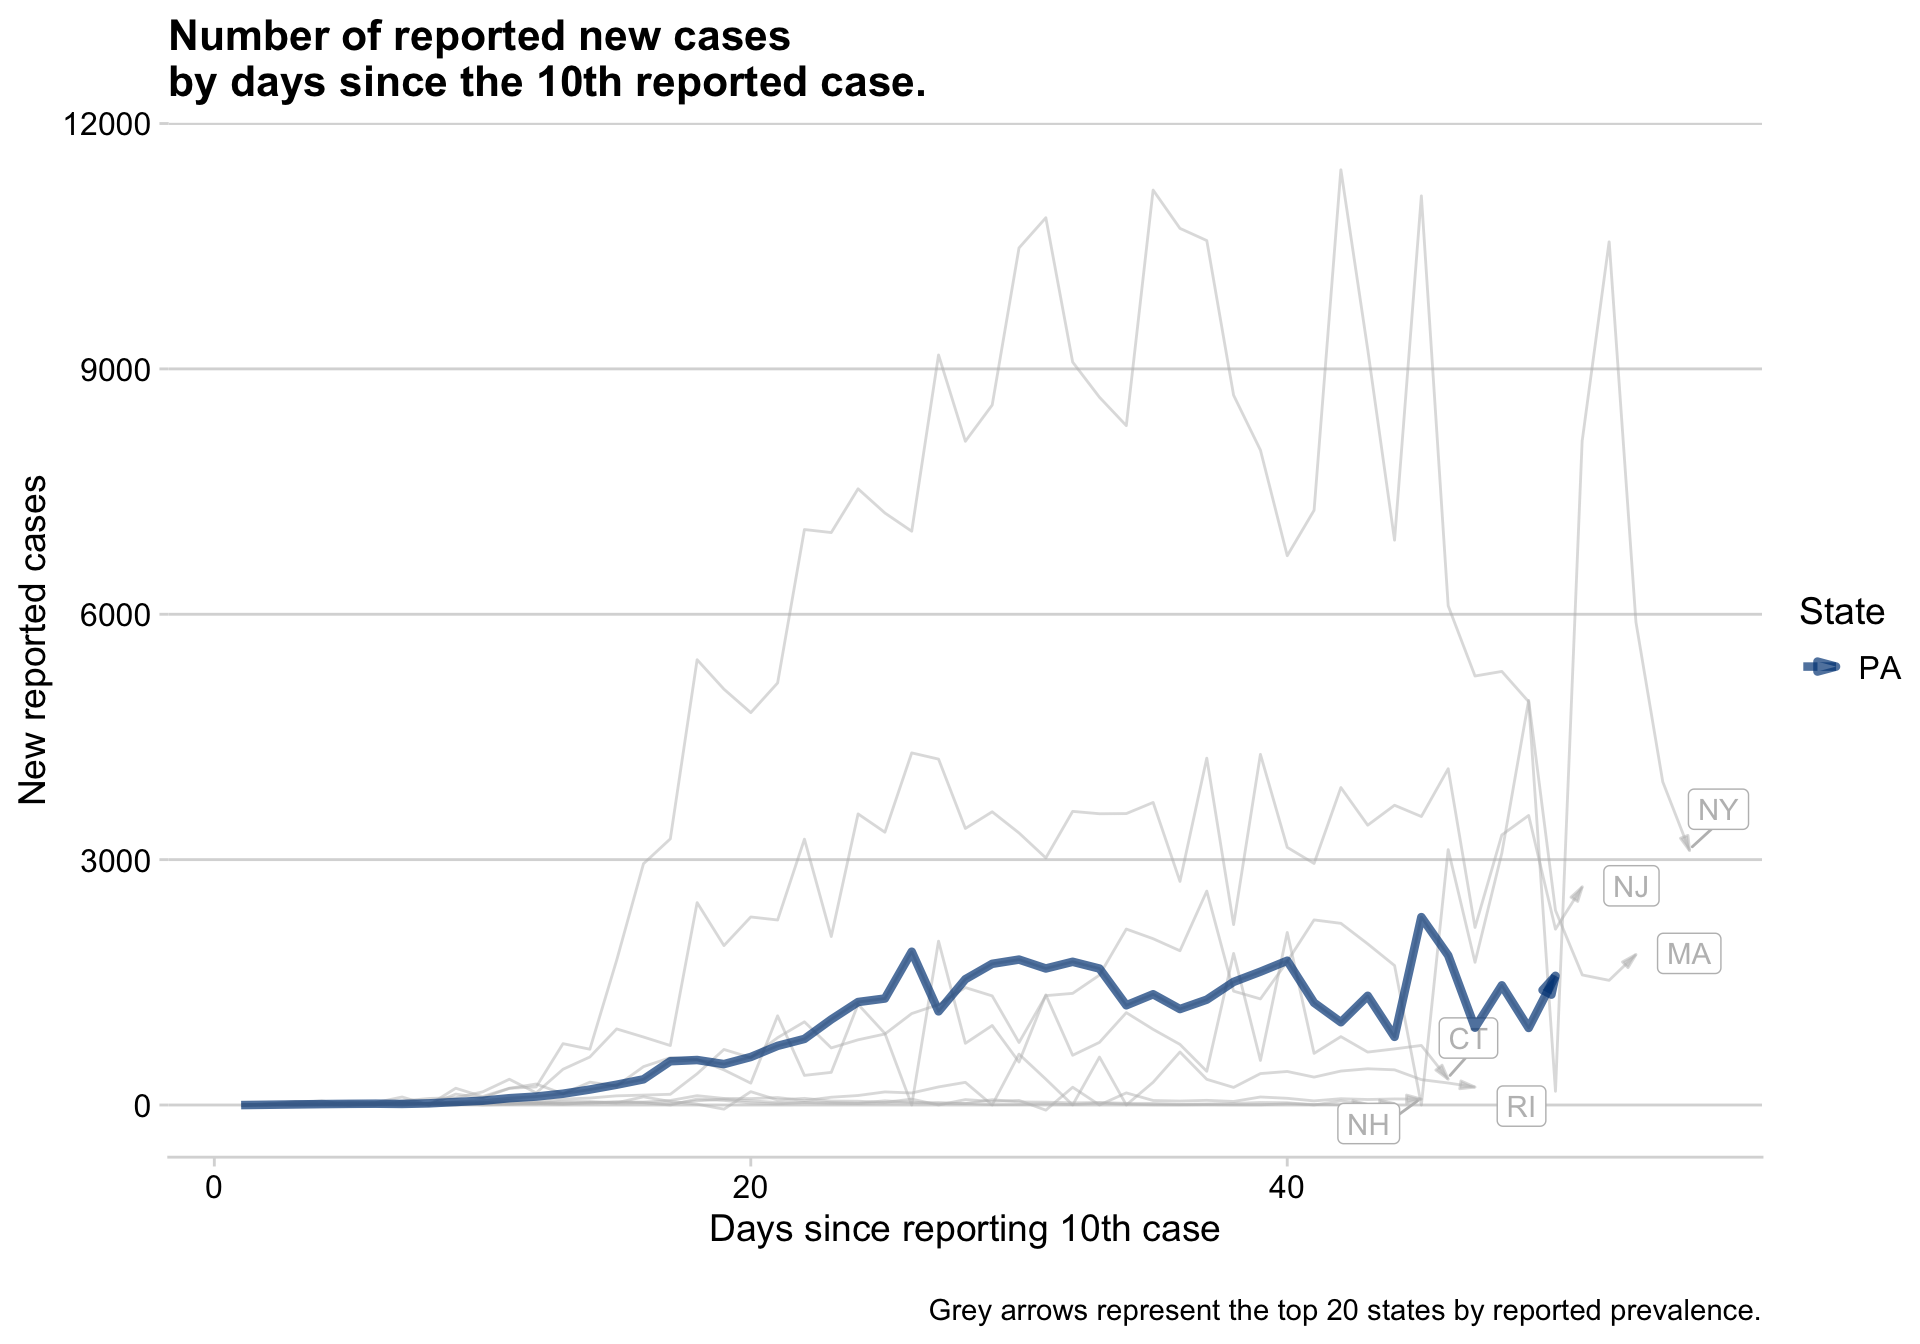 Number of reported new cases
by days since the 10th reported case.
12000
9000
6000
3000
0
New reported cases
NY
NJ
MA
CT
RI
NH
State
PA
0
20
40
Days since reporting 10th case
Grey arrows represent the top 20 states by reported prevalence.